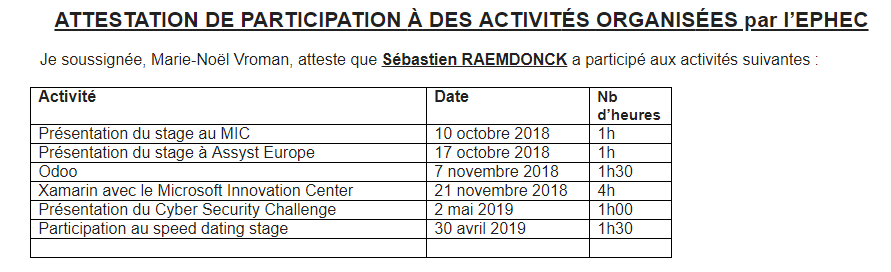 ATTESTATION DE PARTICIPATION À DES ACTIVITÉS ORGANISÉES par l'EPHEC
Je soussignée, Marie-Noël Vroman, atteste que Sébastien RAEMDONCK a participé aux activités suivantes :
Activité Date Nb d'heures
Présentation du stage au MIC 10 octobre 2018 1h
Présentation du stage à Assyst Europe 17 octobre 2018 1h
Odoo 7 novembre 2018 1h30
Xamarin avec le Microsoft Innovation Center 21 novembre 2018 4h
Présentation du Cyber Security Challenge 2 mai 2019 1h00
Participation au speed dating stage 30 avril 2019 1h30